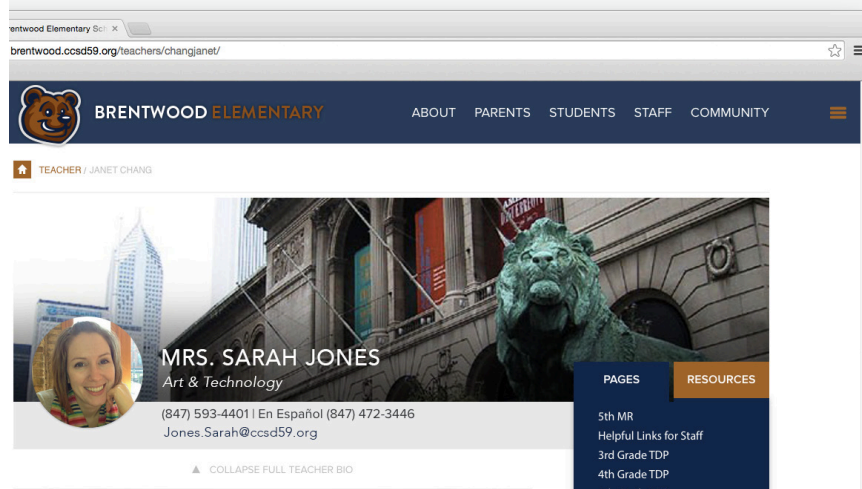 rentwood Elementary Sch ×
brentwood.ccsd59.org/teachers/changjanet/
BRENTWOOD ELEMENTARY
ABOUT PARENTS STUDENTS STAFF COMMUNITY
TEACHER / JANET CHANG
MRS. SARAH JONES
Art & Technology
(847) 593-4401 | En Español (847) 472-3446
Jones.Sarah@ccsd59.org
▲ COLLAPSE FULL TEACHER BIO
PAGES RESOURCES
5th MR
Helpful Links for Staff
3rd Grade TDP
4th Grade TDP